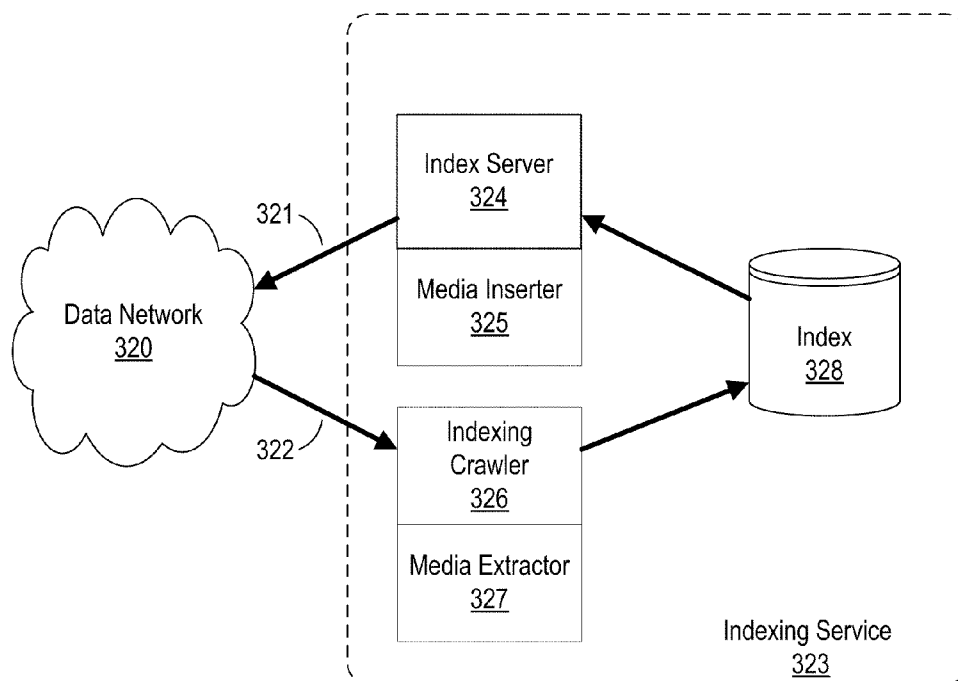 Index Server
324
321
Media Inserter
325
Data Network
320
Index
328
322
Indexing
Crawler
326
Media Extractor
327
Indexing Service
323